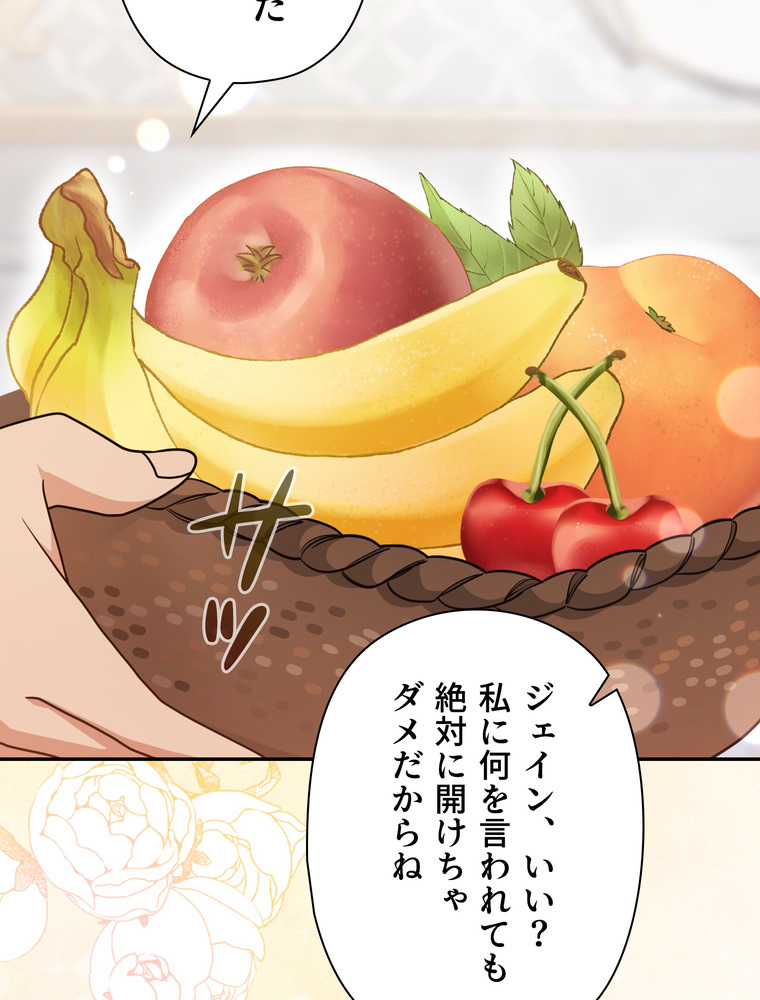 た
サッ
ジェイン、いい?
私に何を言われても
絶対に開けちゃ
ダメだからね